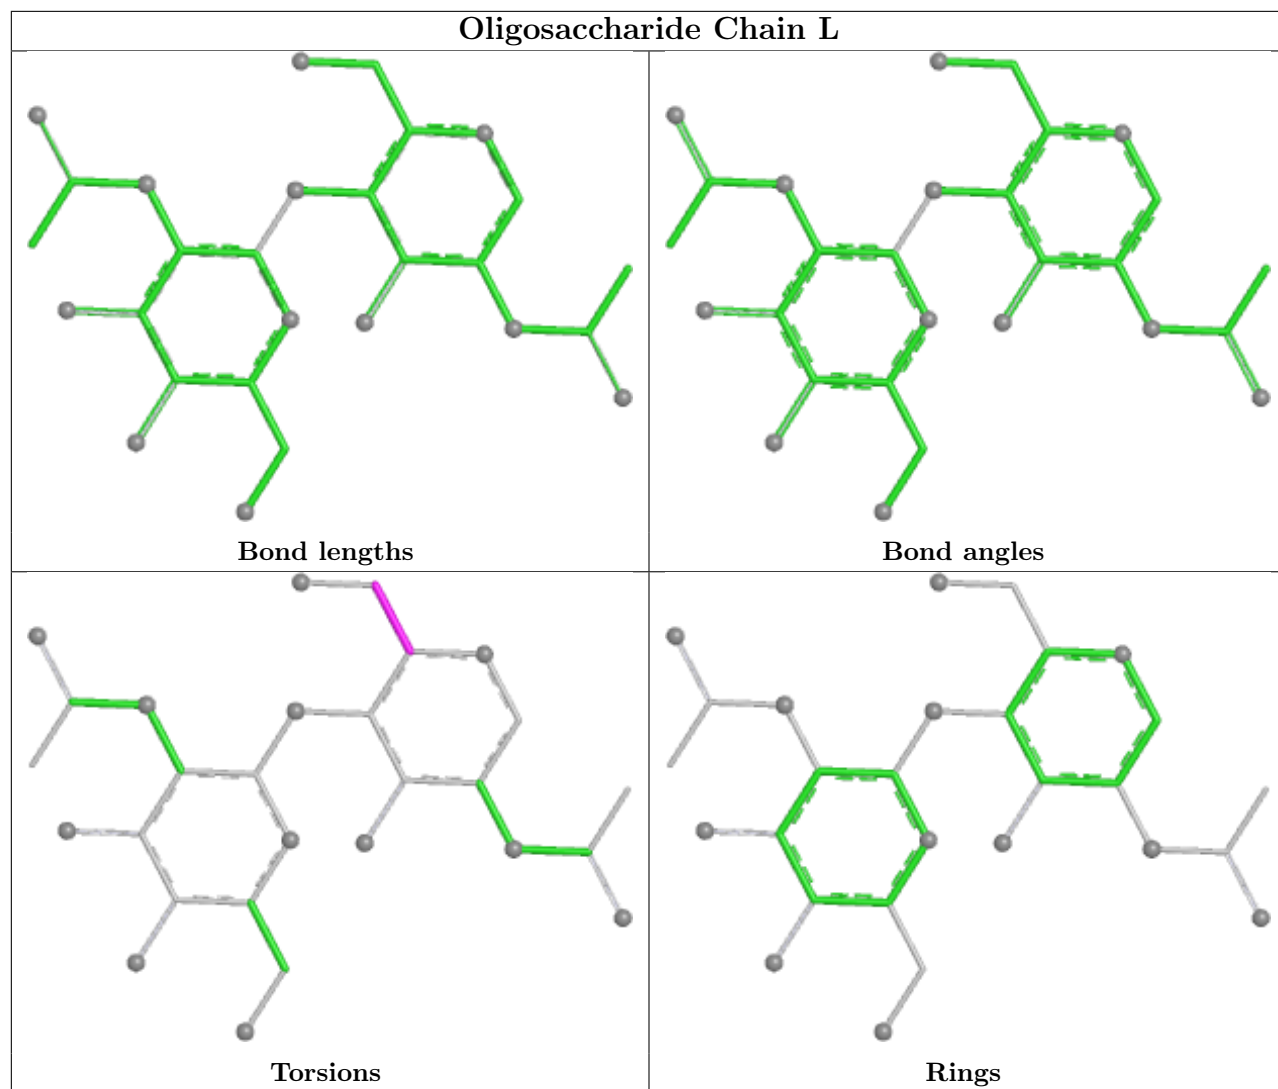 Oligosaccharide Chain L
Bond lengths
Bond angles
Torsions
Rings